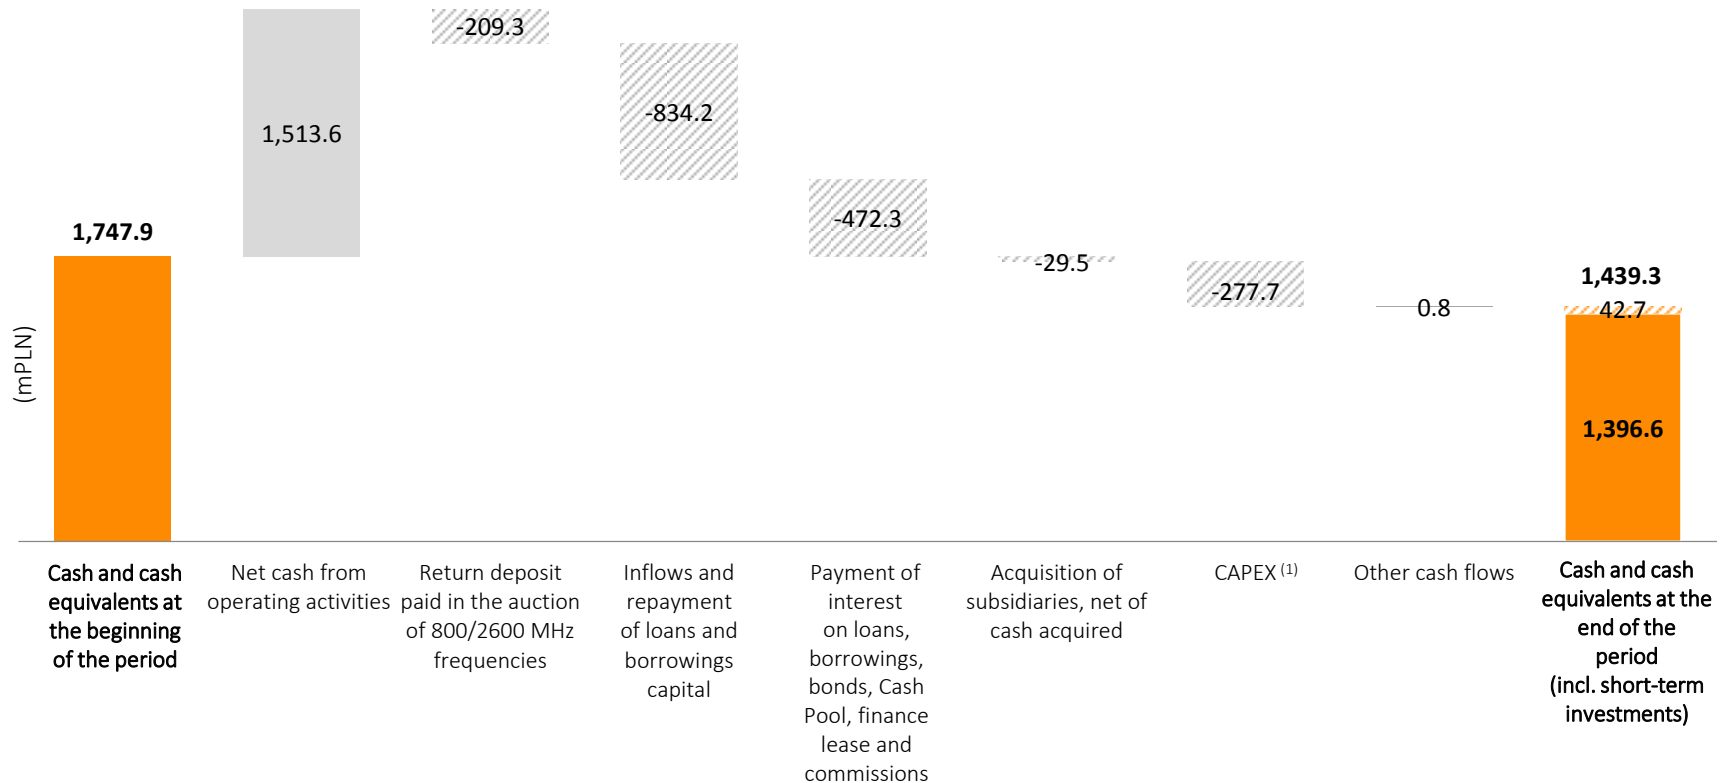 -209.3
-834.2
1,513.6
-472.3
1,747.9
-29.5
-277.7
0.8
1,439.3
42.7
1,396.6
(mPLN)
Cash and cash
equivalents at
the beginning
of the period
Net cash from
operating activities
Return deposit
paid in the auction
of 800/2600 MHz
frequencies
Inflows and
repayment
of loans and
borrowings
capital
Payment of
interest
on loans,
borrowings,
bonds, Cash
Pool, finance
lease and
commissions
Acquisition of
subsidiaries, net of
cash acquired
CAPEX (1)
Other cash flows
Cash and cash
equivalents at the
end of the
period
(incl. short-term
investments)